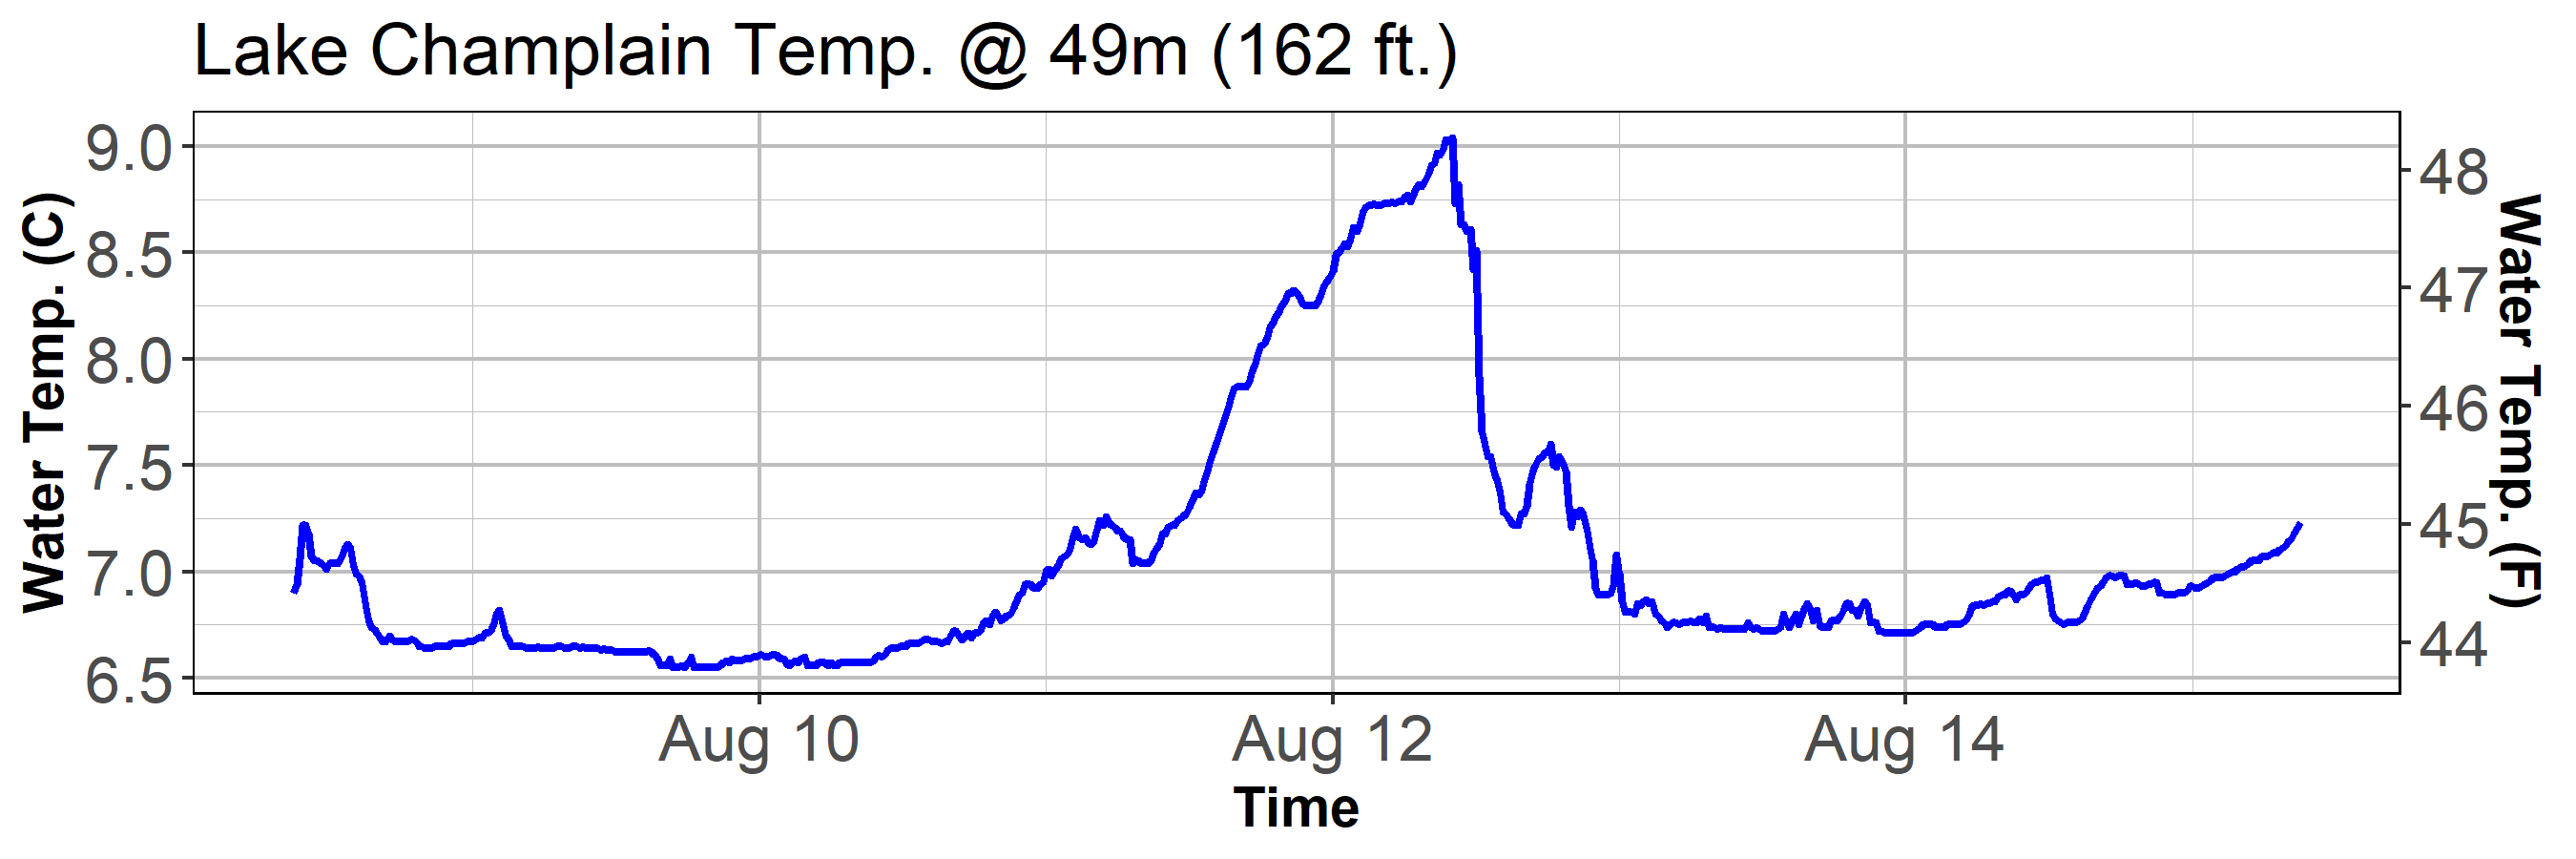 Lake Champlain Temp. @ 49m (162 ft.)
Water Temp. (C)
9.0
8.5
8.0
7.5
7.0
6.5
48
47
46
45
44
Water Temp. (F)
Aug 10
Aug 12
Aug 14
Time